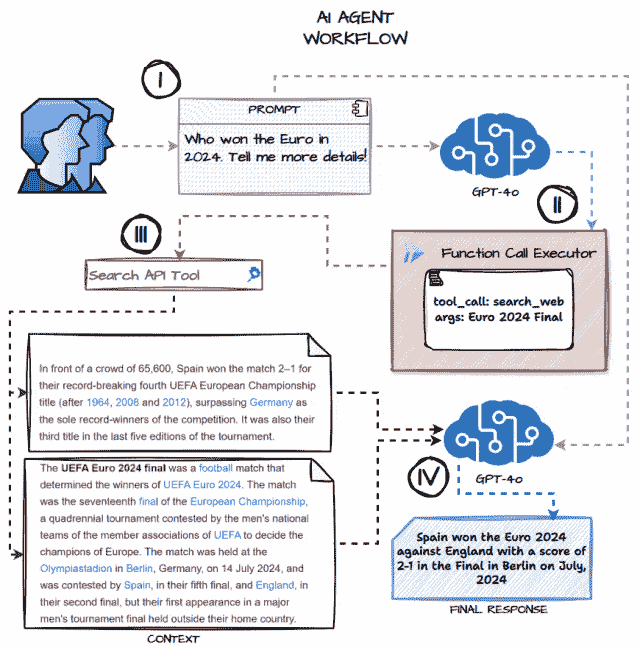 AI AGENT
WORKFLOW
I
PROMPT
Who won the Euro in
2024. Tell me more details!
GPT-4o
II
III
Function Call Executor
Search API Tool
tool_call: search_web
args: Euro 2024 Final
In front of a crowd of 65,600, Spain won the match 2–1 for
their record-breaking fourth UEFA European Championship
title (after 1964, 2008 and 2012), surpassing Germany as
the sole record-winners of the competition. It was also their
third title in the last five editions of the tournament.
GPT-4o
IV
The UEFA Euro 2024 final was a football match that
determined the winners of UEFA Euro 2024. The match
was the seventeenth final of the European Championship,
a quadrennial tournament contested by the men's national
teams of the member associations of UEFA to decide the
champions of Europe. The match was held at the
Olympiastadion in Berlin, Germany, on 14 July 2024, and
was contested by Spain, in their fifth final, and England, in
their second final, but their first appearance in a major
men's tournament final held outside their home country.
CONTEXT
Spain won the Euro 2024
against England with a score of
2-1 in the Final in Berlin on July,
2024
FINAL RESPONSE